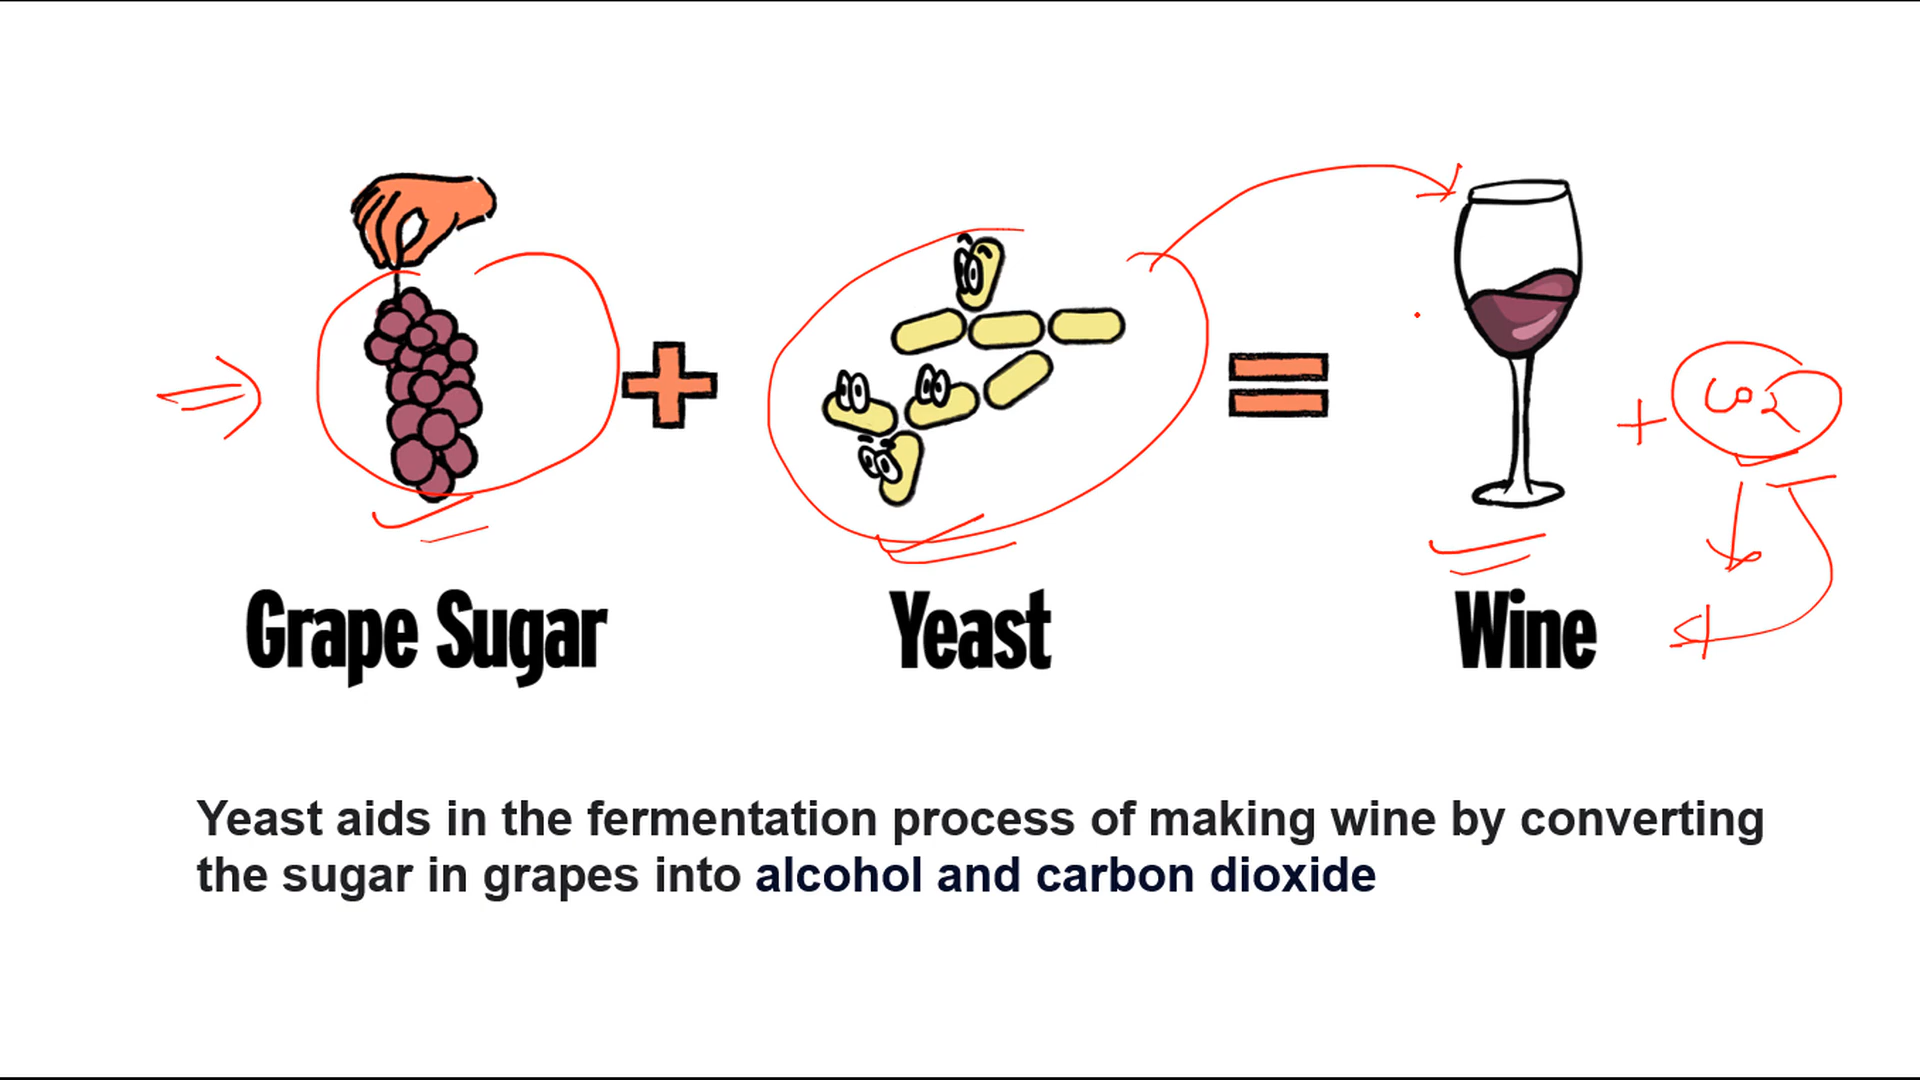 + CO2
Grape Sugar
Yeast
Wine
Yeast aids in the fermentation process of making wine by converting
the sugar in grapes into alcohol and carbon dioxide